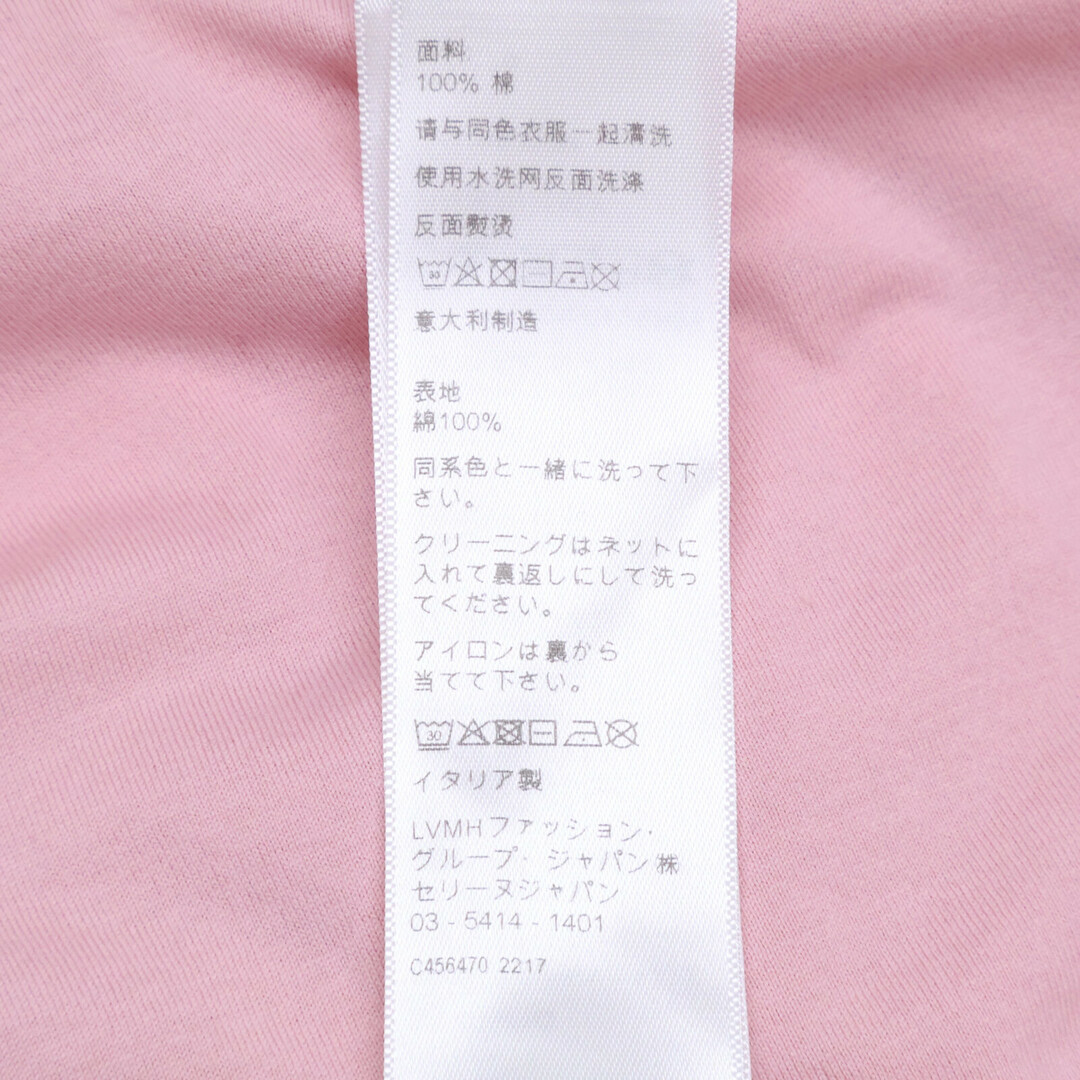 面料
100% 棉
请与同色衣服一起清洗
使用水洗网反面洗涤
反面熨烫
30
意大利制造
表地
綿100%
同系色と一緒に洗って下
さい。
クリーニングはネットに
入れて裏返しにして洗っ
てください。
アイロンは裏から
当てて下さい。
30
イタリア製
LVMHファッション・
グループ・ジャパン㈱
セリーヌジャパン
03 - 5414 - 1401
C456470 2217